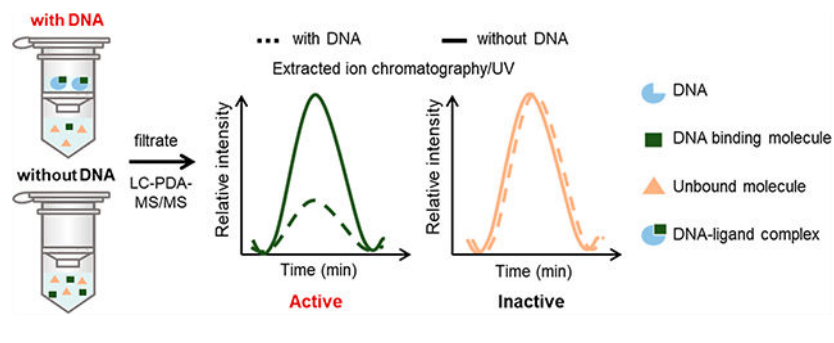 with DNA
without DNA
filtrate
LC-PDA-
MS/MS
with DNA
without DNA
Extracted ion chromatography/UV
Relative intensity
Time (min)
Active
Relative intensity
Time (min)
Inactive
DNA
DNA binding molecule
Unbound molecule
DNA-ligand complex